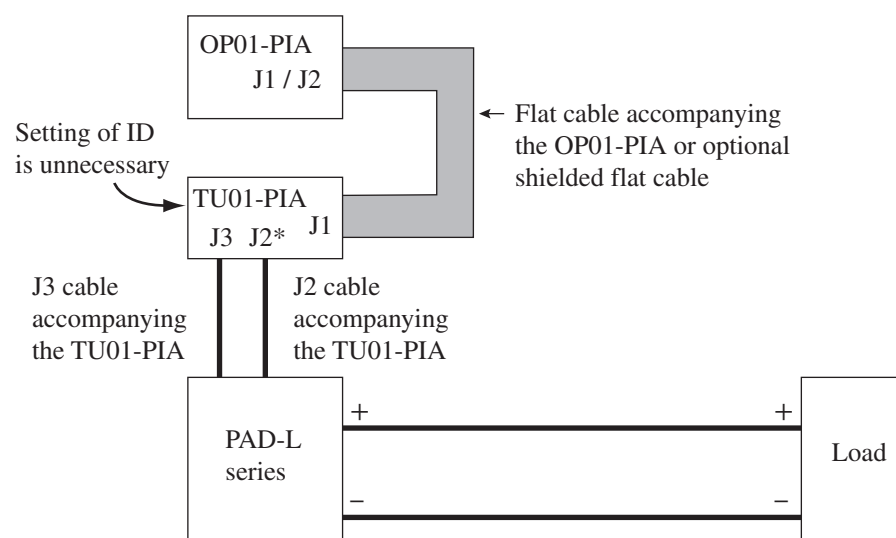 OP01-PIA
J1 / J2
Flat cable accompanying
the OP01-PIA or optional
shielded flat cable
Setting of ID
is unnecessary
TU01-PIA
J1
J3 J2*
J3 cable
accompanying
the TU01-PIA
J2 cable
accompanying
the TU01-PIA
+ +
PAD-L
series
Load
– –